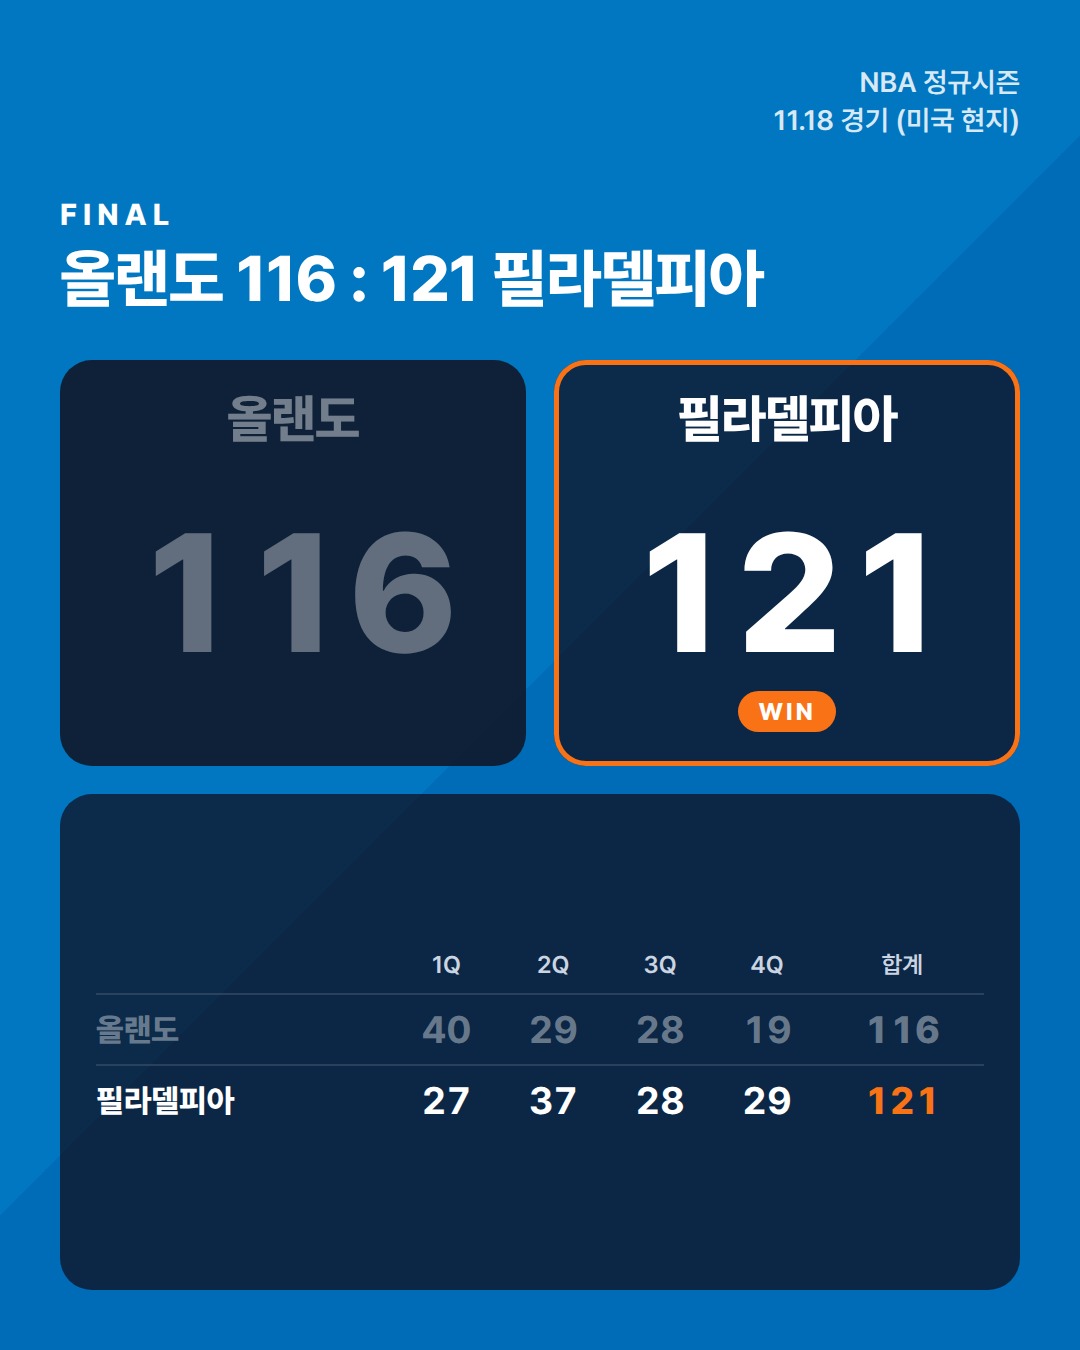 NBA 정규시즌
11.18 경기 (미국 현지)
FINAL
올랜도 116 : 121 필라델피아
올랜도
116
필라델피아
121
WIN
1Q 2Q 3Q 4Q 합계
올랜도 40 29 28 19 116
필라델피아 27 37 28 29 121